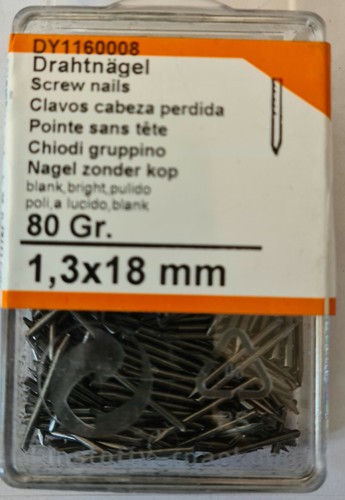 DY1160008
Drahtnägel
Screw nails
Clavos cabeza perdida
Pointe sans tête
Chiodi gruppino
Nagel zonder kop
blank,bright,pulido
poli,a lucido,blank
80 Gr.
1,3x18 mm